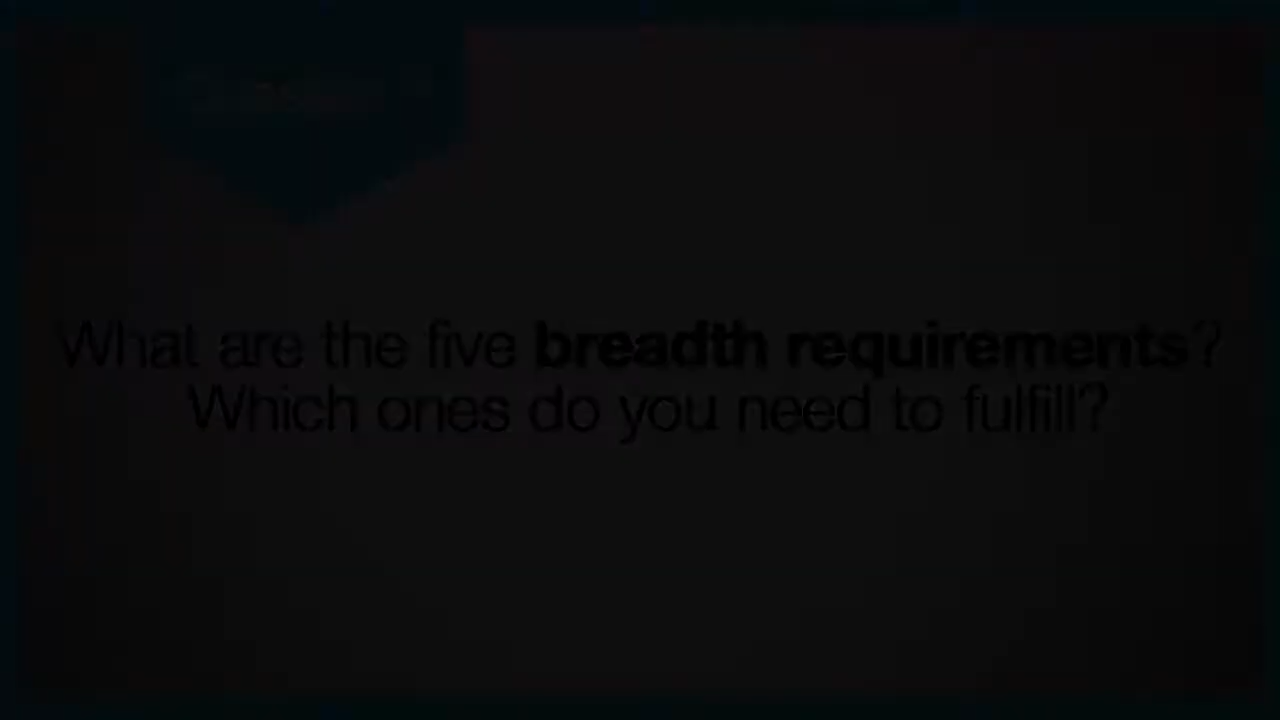 What are the five breadth requirements?
Which ones do you need to fulfill?